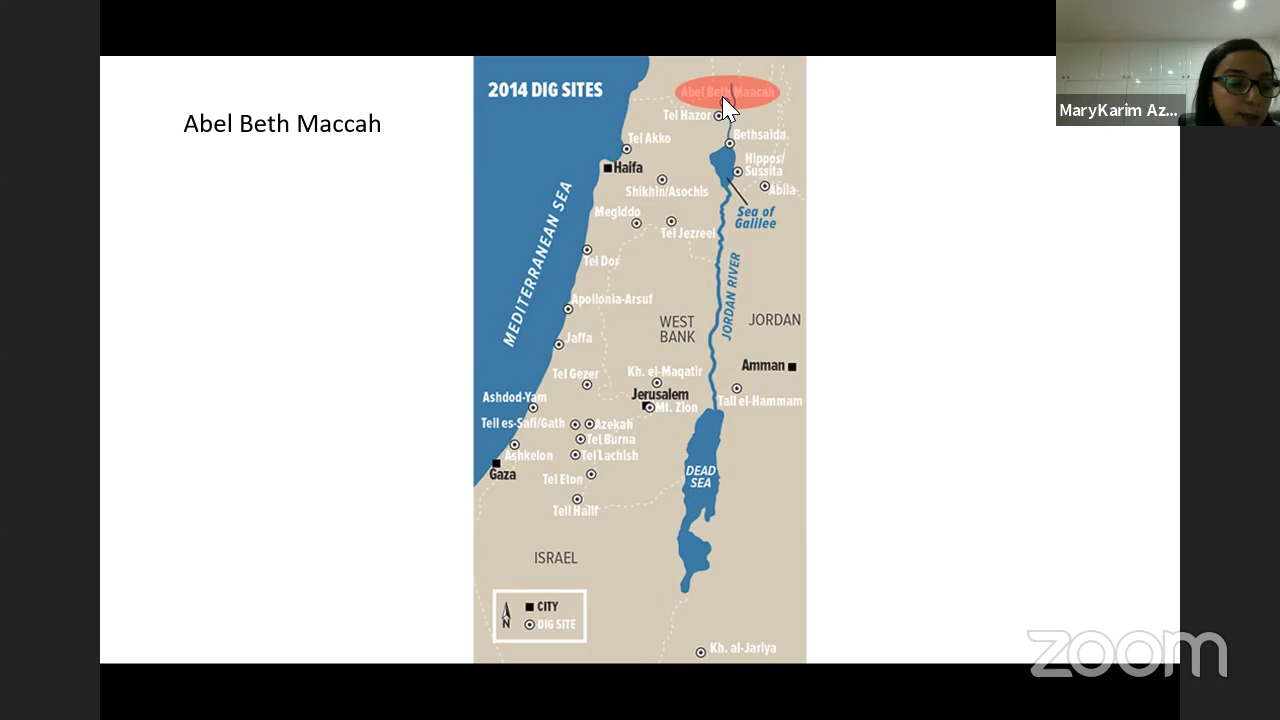 Abel Beth Maccah
2014 DIG SITES
Abel Beth Maacah
Tel Hazor
Bethsaida
Tel Akko
Haifa
Hippos/
Sussita
Abila
Shikhin/Asochis
Sea of
Galilee
Megiddo
Tel Jezreel
MEDITERRANEAN SEA
Tel Dor
JORDAN RIVER
Apollonia-Arsuf
WEST
BANK
JORDAN
Jaffa
Amman
Tel Gezer
Kh. el-Maqatir
Jerusalem
Mt. Zion
Tall el-Hammam
Ashdod-Yam
Tell es-Safi/Gath
Azekah
Tel Burna
Ashkelon
Tel Lachish
Gaza
Tel Eton
DEAD
SEA
Tell Halif
ISRAEL
N
CITY
DIG SITE
Kh. al-Jariya
MaryKarim Az...
zoom